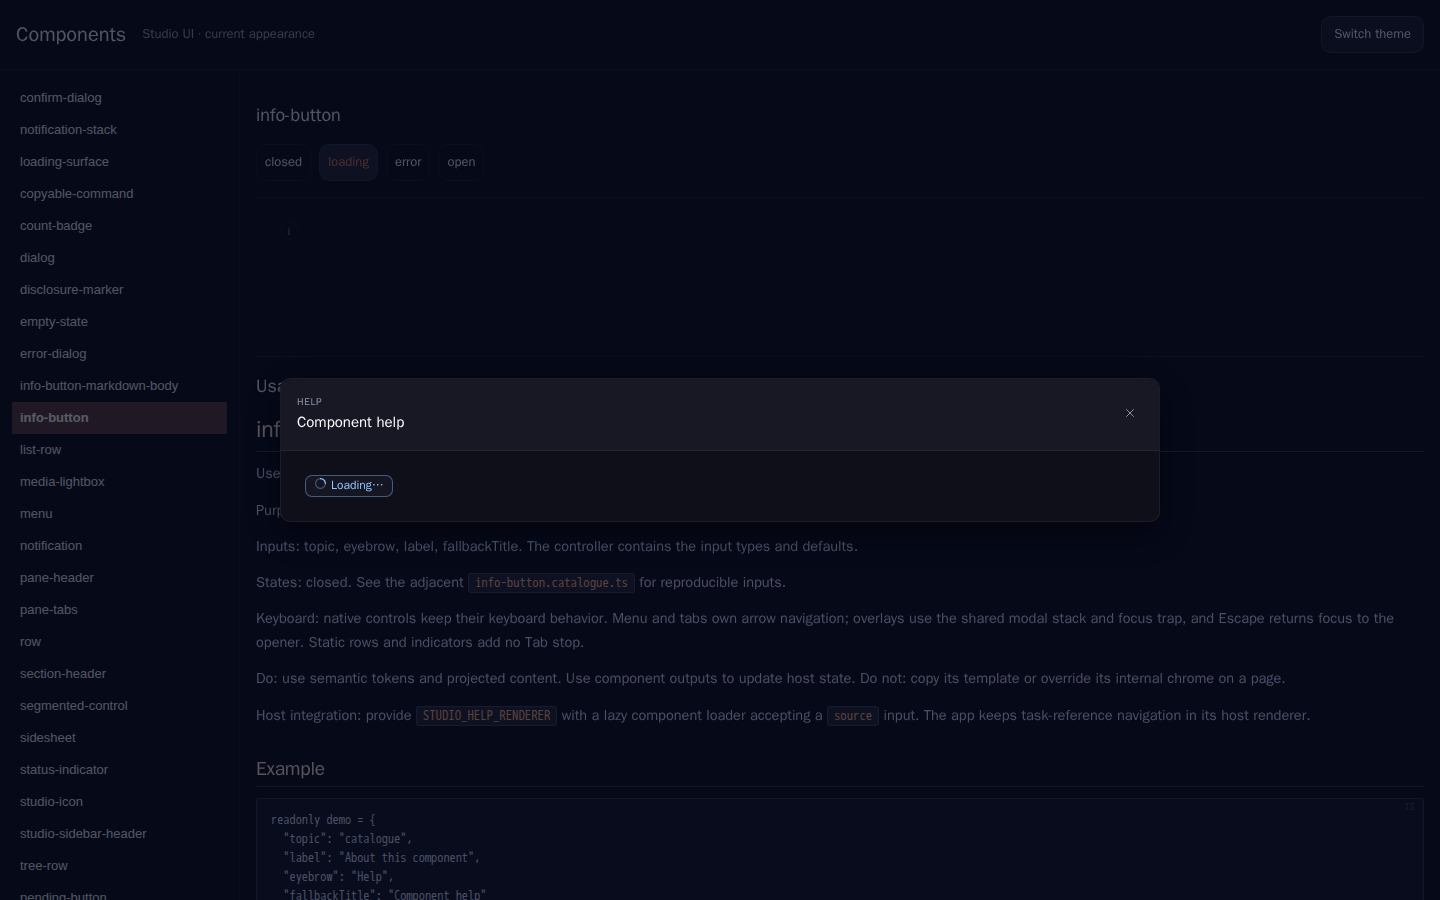 Components
Studio UI · current appearance
Switch theme
confirm-dialog
notification-stack
loading-surface
copyable-command
count-badge
dialog
disclosure-marker
empty-state
error-dialog
info-button-markdown-body
info-button
list-row
media-lightbox
menu
notification
pane-header
pane-tabs
row
section-header
segmented-control
sidesheet
status-indicator
studio-icon
studio-sidebar-header
tree-row
pending-button
info-button
closed loading error open
i
HELP
Component help
Loading…
Inputs: topic, eyebrow, label, fallbackTitle. The controller contains the input types and defaults.
States: closed. See the adjacent info-button.catalogue.ts for reproducible inputs.
Keyboard: native controls keep their keyboard behavior. Menu and tabs own arrow navigation; overlays use the shared modal stack and focus trap, and Escape returns focus to the
opener. Static rows and indicators add no Tab stop.
Do: use semantic tokens and projected content. Use component outputs to update host state. Do not: copy its template or override its internal chrome on a page.
Host integration: provide STUDIO_HELP_RENDERER with a lazy component loader accepting a source input. The app keeps task-reference navigation in its host renderer.
Example
TS
readonly demo = {
"topic": "catalogue",
"label": "About this component",
"eyebrow": "Help",
"fallbackTitle": "Component help"